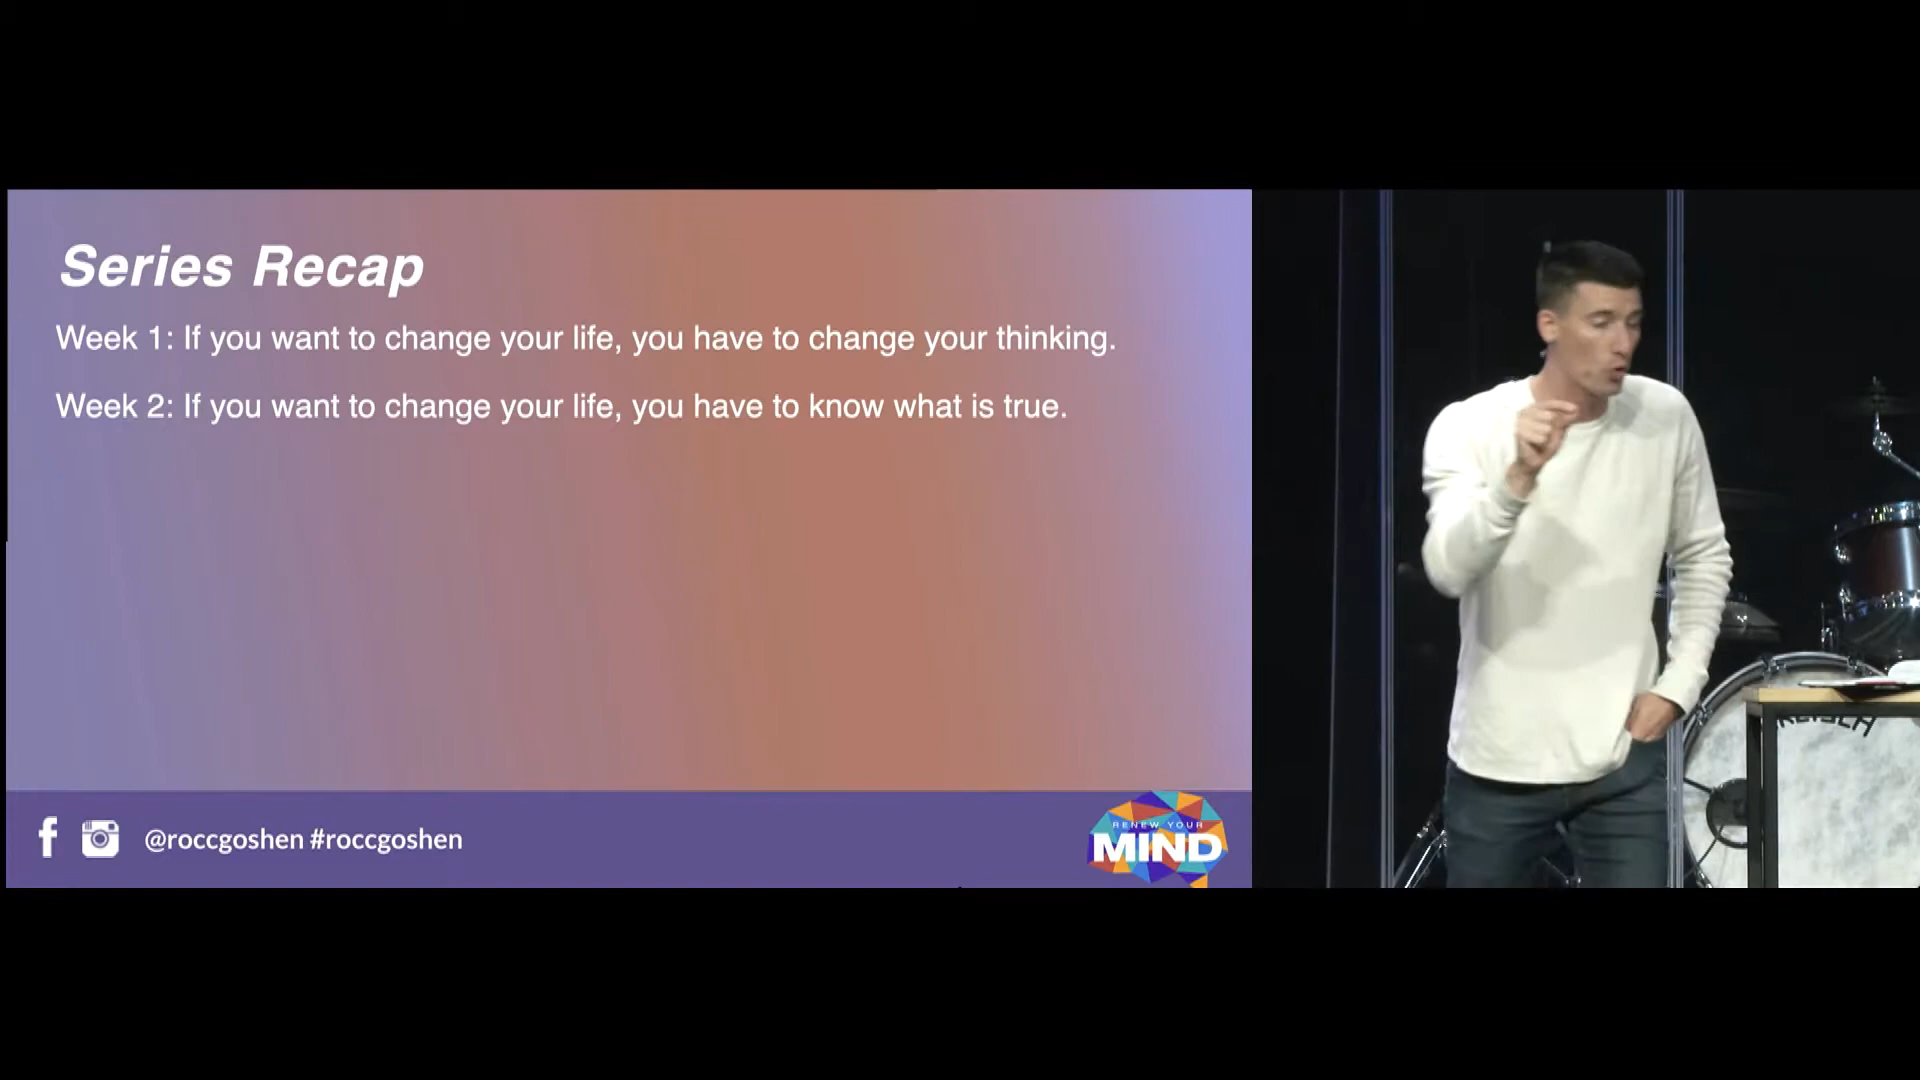 Series Recap
Week 1: If you want to change your life, you have to change your thinking.
Week 2: If you want to change your life, you have to know what is true.
@roccgoshen #roccgoshen
RENEW YOUR
MIND